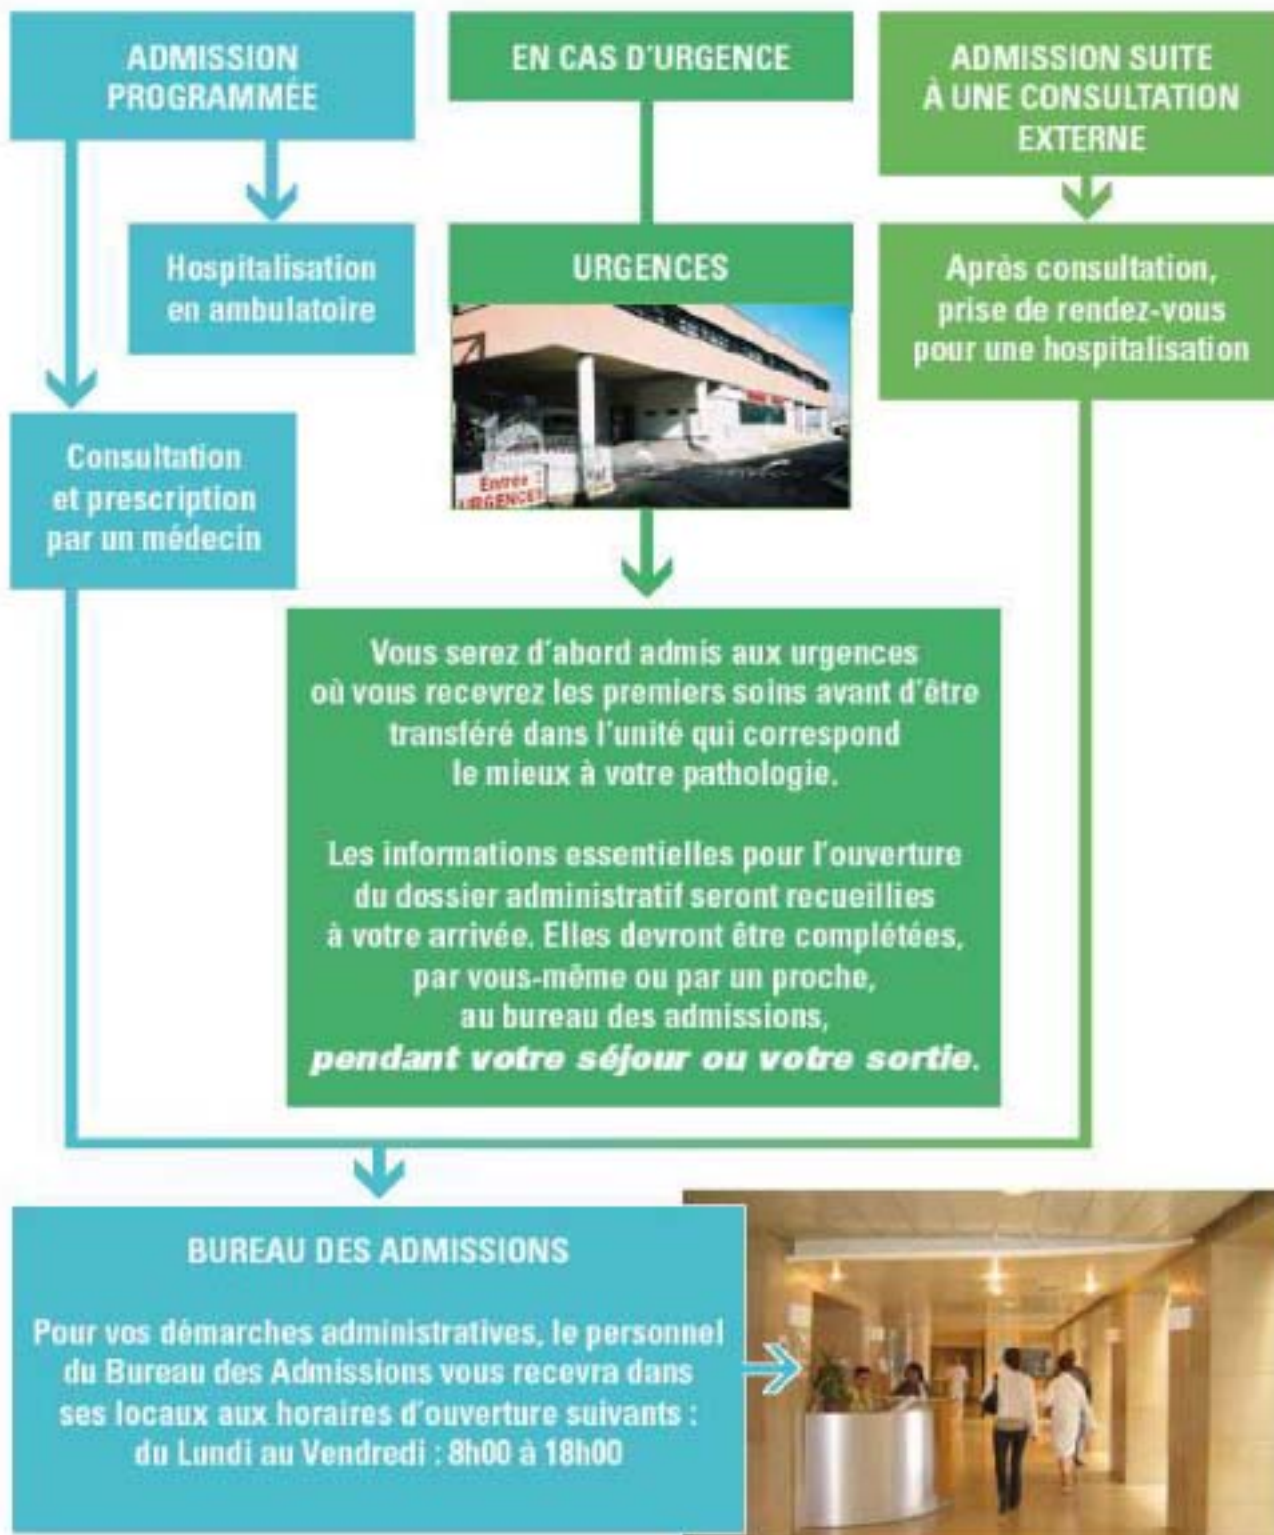 ADMISSION
PROGRAMMÉE
EN CAS D'URGENCE
ADMISSION SUITE
À UNE CONSULTATION
EXTERNE
Hospitalisation
en ambulatoire
URGENCES
Après consultation,
prise de rendez-vous
pour une hospitalisation
Entrée
URGENCES
Consultation
et prescription
par un médecin
Vous serez d'abord admis aux urgences
où vous recevrez les premiers soins avant d'être
transféré dans l'unité qui correspond
le mieux à votre pathologie.
Les informations essentielles pour l'ouverture
du dossier administratif seront recueillies
à votre arrivée. Elles devront être complétées,
par vous-même ou par un proche,
au bureau des admissions,
pendant votre séjour ou votre sortie.
BUREAU DES ADMISSIONS
Pour vos démarches administratives, le personnel
du Bureau des Admissions vous recevra dans
ses locaux aux horaires d'ouverture suivants :
du Lundi au Vendredi : 8h00 à 18h00